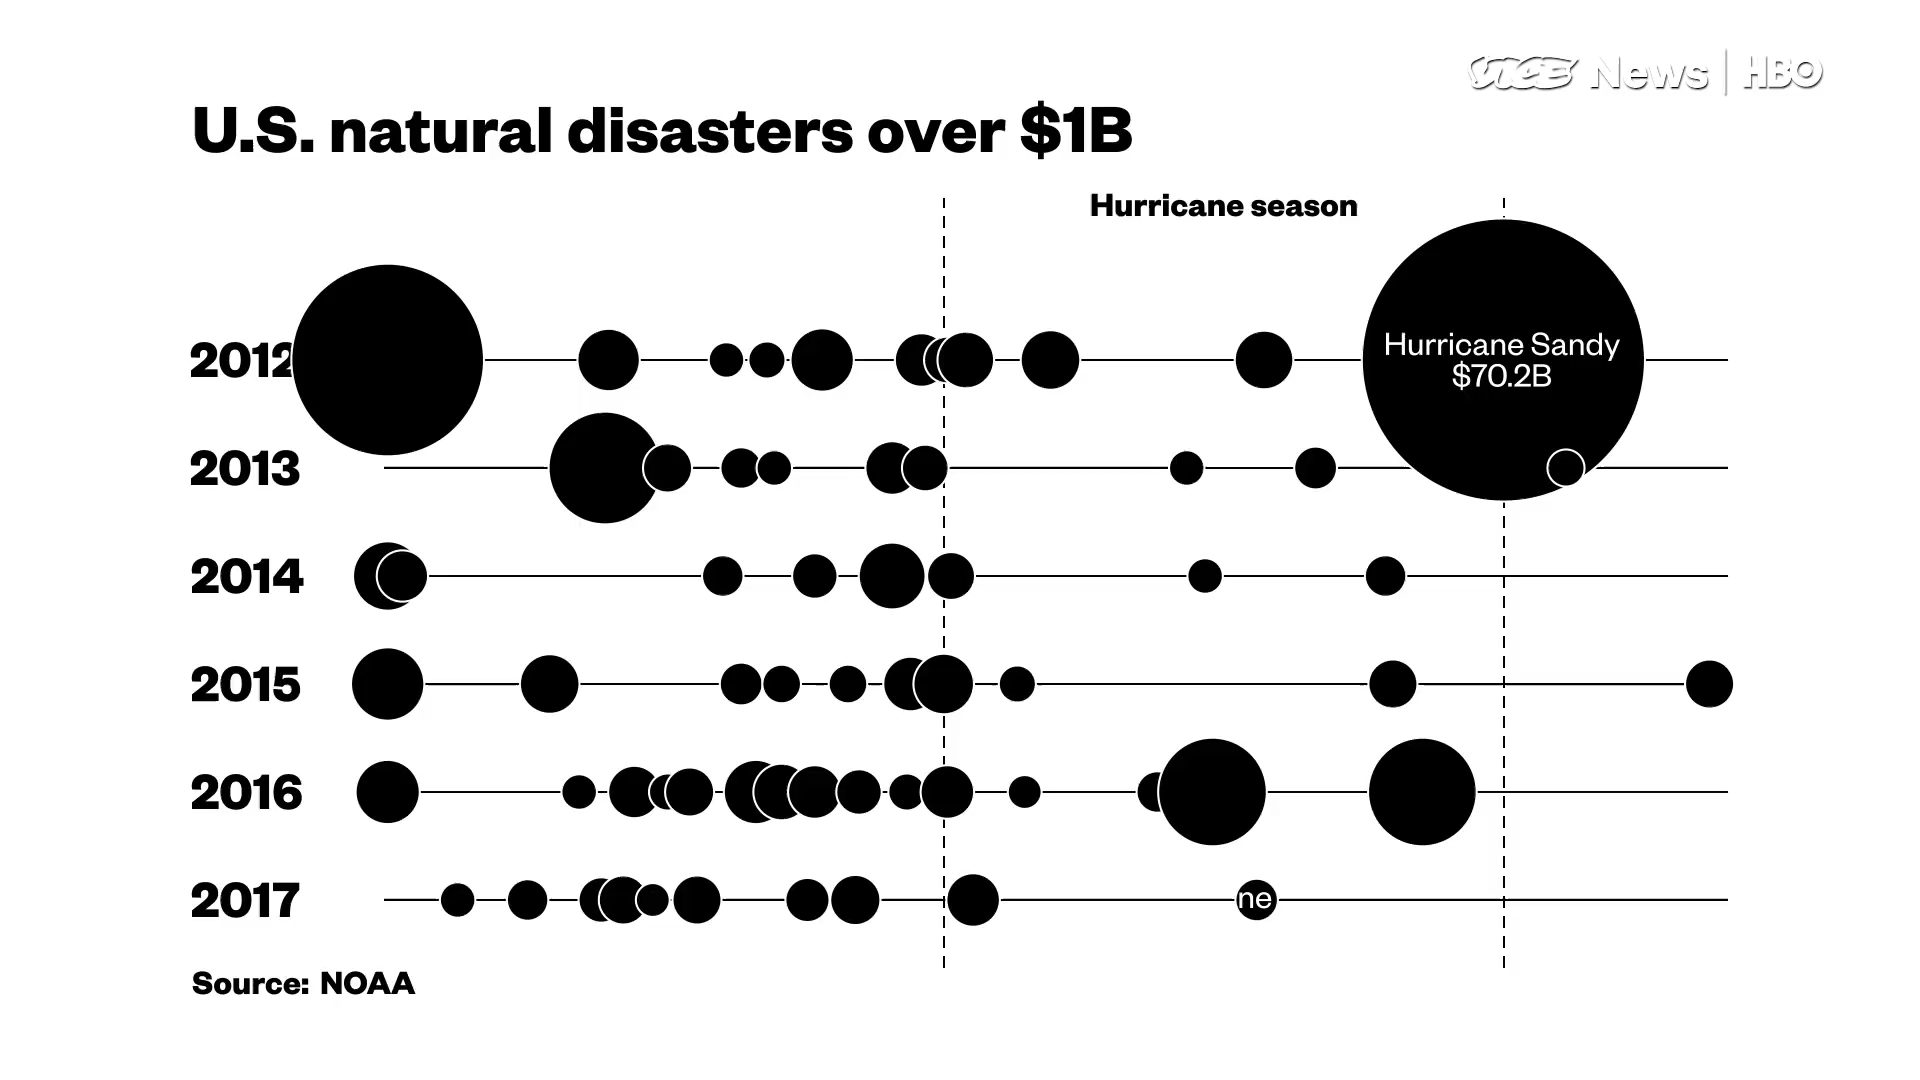 VICE News | HBO
U.S. natural disasters over $1B
Hurricane season
2012
Hurricane Sandy
$70.2B
2013
2014
2015
2016
2017
ne
Source: NOAA